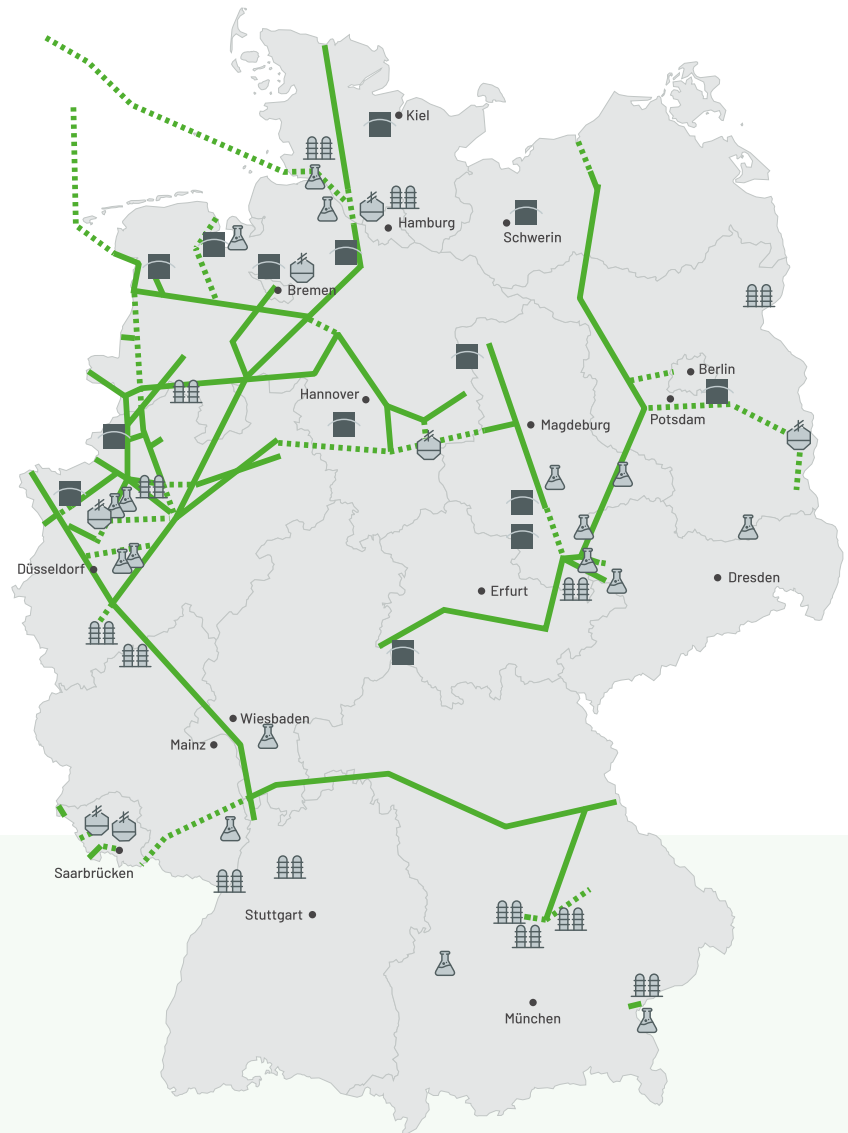 Kiel
Hamburg
Schwerin
Bremen
Berlin
Hannover
Potsdam
Magdeburg
Düsseldorf
Dresden
Erfurt
Wiesbaden
Mainz
Saarbrücken
Stuttgart
München